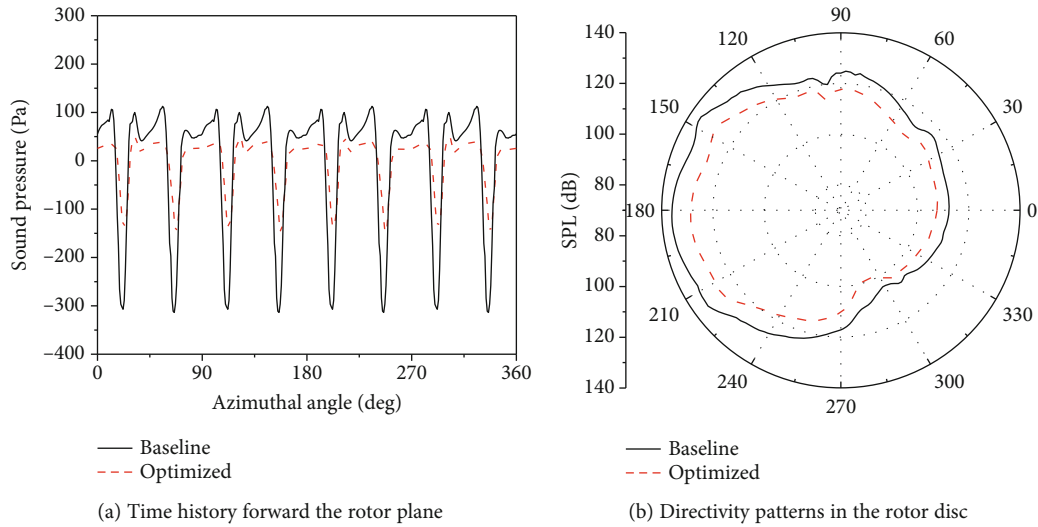 300
200
100
0
−100
−200
−300
−400
Sound pressure (Pa)
0 90 180 270 360
Azimuthal angle (deg)
Baseline
Optimized
(a) Time history forward the rotor plane
140
120
100
80
80
100
120
140
SPL (dB)
90
120 60
150 30
180 0
210 330
240 300
270
Baseline
Optimized
(b) Directivity patterns in the rotor disc